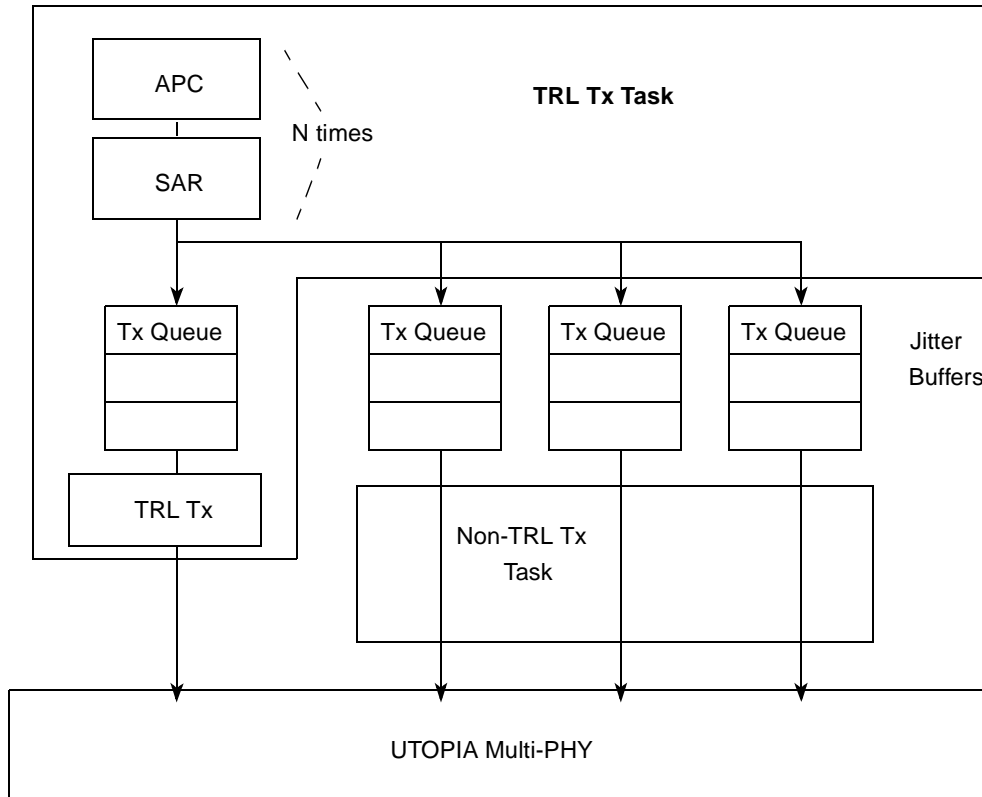 APC
TRL Tx Task
N times
SAR
Tx Queue
Tx Queue
Tx Queue
Tx Queue
Jitter
Buffers
TRL Tx
Non-TRL Tx
Task
UTOPIA Multi-PHY